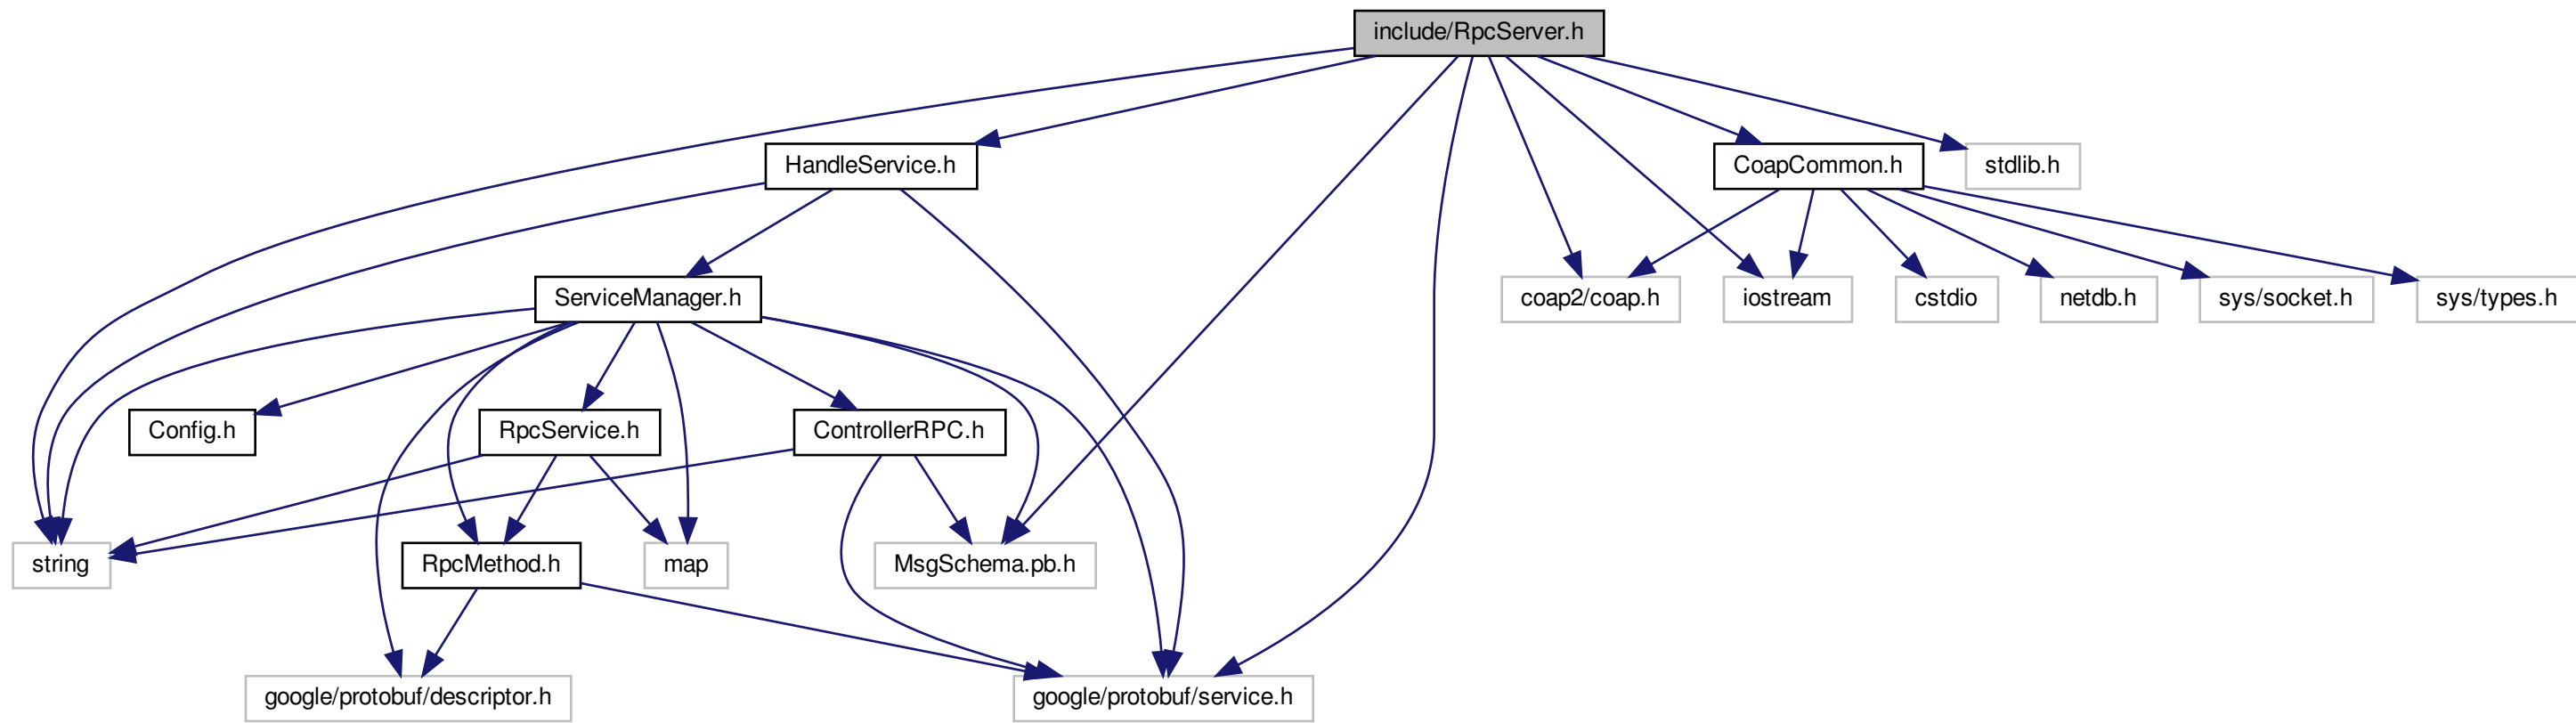 include/RpcServer.h
HandleService.h
CoapCommon.h
stdlib.h
ServiceManager.h
coap2/coap.h
iostream
cstdio
netdb.h
sys/socket.h
sys/types.h
Config.h
RpcService.h
ControllerRPC.h
string
RpcMethod.h
map
MsgSchema.pb.h
google/protobuf/descriptor.h
google/protobuf/service.h